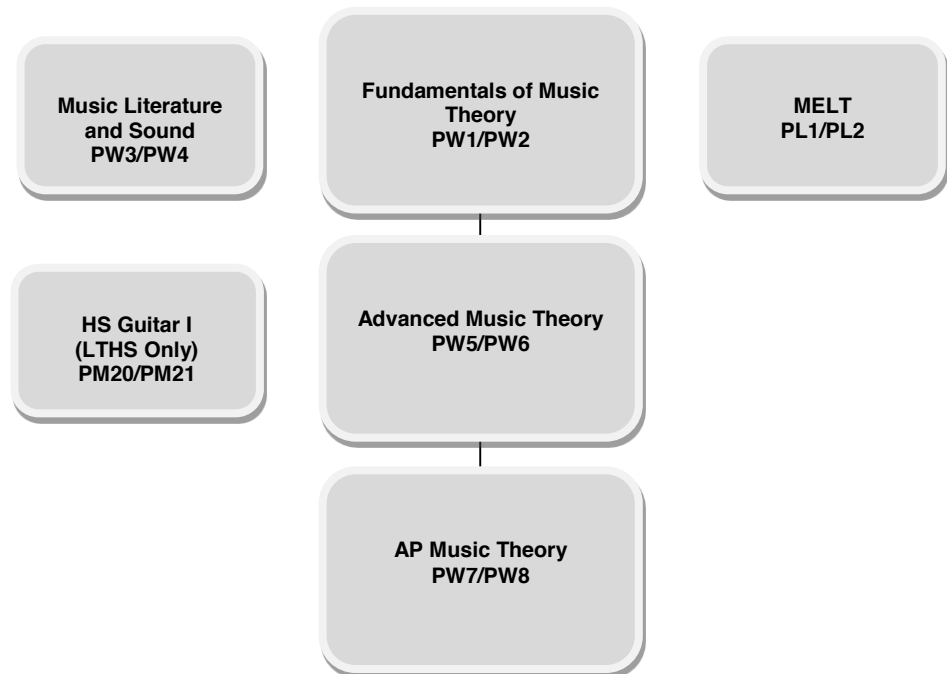 Music Literature
and Sound
PW3/PW4
Fundamentals of Music
Theory
PW1/PW2
MELT
PL1/PL2
HS Guitar I
(LTHS Only)
PM20/PM21
Advanced Music Theory
PW5/PW6
AP Music Theory
PW7/PW8